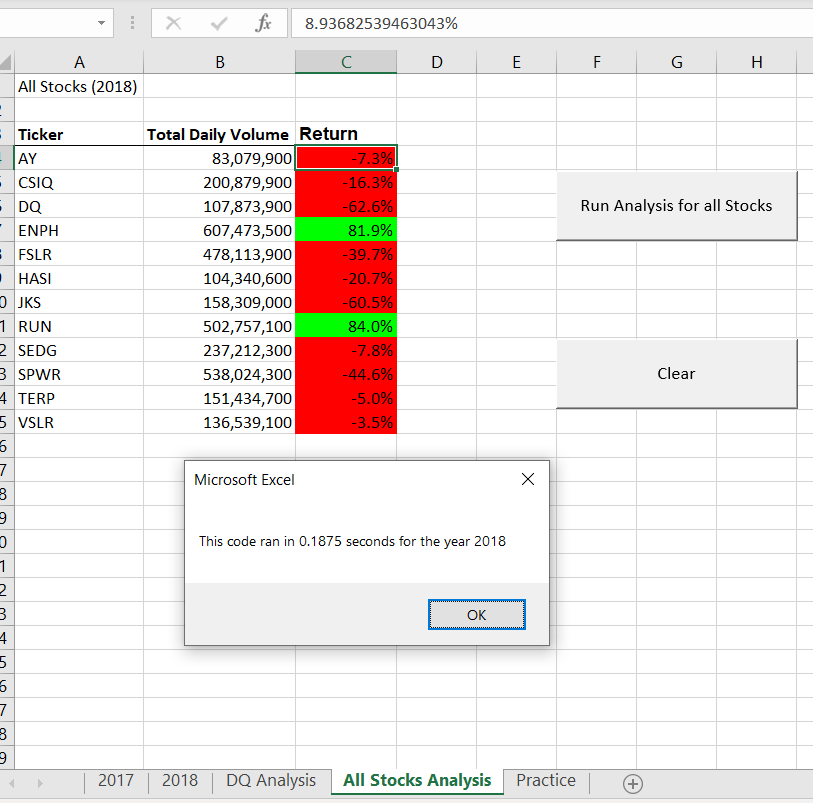 fx 8.93682539463043%
A B C D E F G H
All Stocks (2018)
Ticker Total Daily Volume Return
AY 83,079,900 -7.3%
CSIQ 200,879,900 -16.3%
DQ 107,873,900 -62.6%
Run Analysis for all Stocks
ENPH 607,473,500 81.9%
FSLR 478,113,900 -39.7%
HASI 104,340,600 -20.7%
JKS 158,309,000 -60.5%
RUN 502,757,100 84.0%
SEDG 237,212,300 -7.8%
SPWR 538,024,300 -44.6%
Clear
TERP 151,434,700 -5.0%
VSLR 136,539,100 -3.5%
Microsoft Excel
This code ran in 0.1875 seconds for the year 2018
OK
2017 2018 DQ Analysis All Stocks Analysis Practice